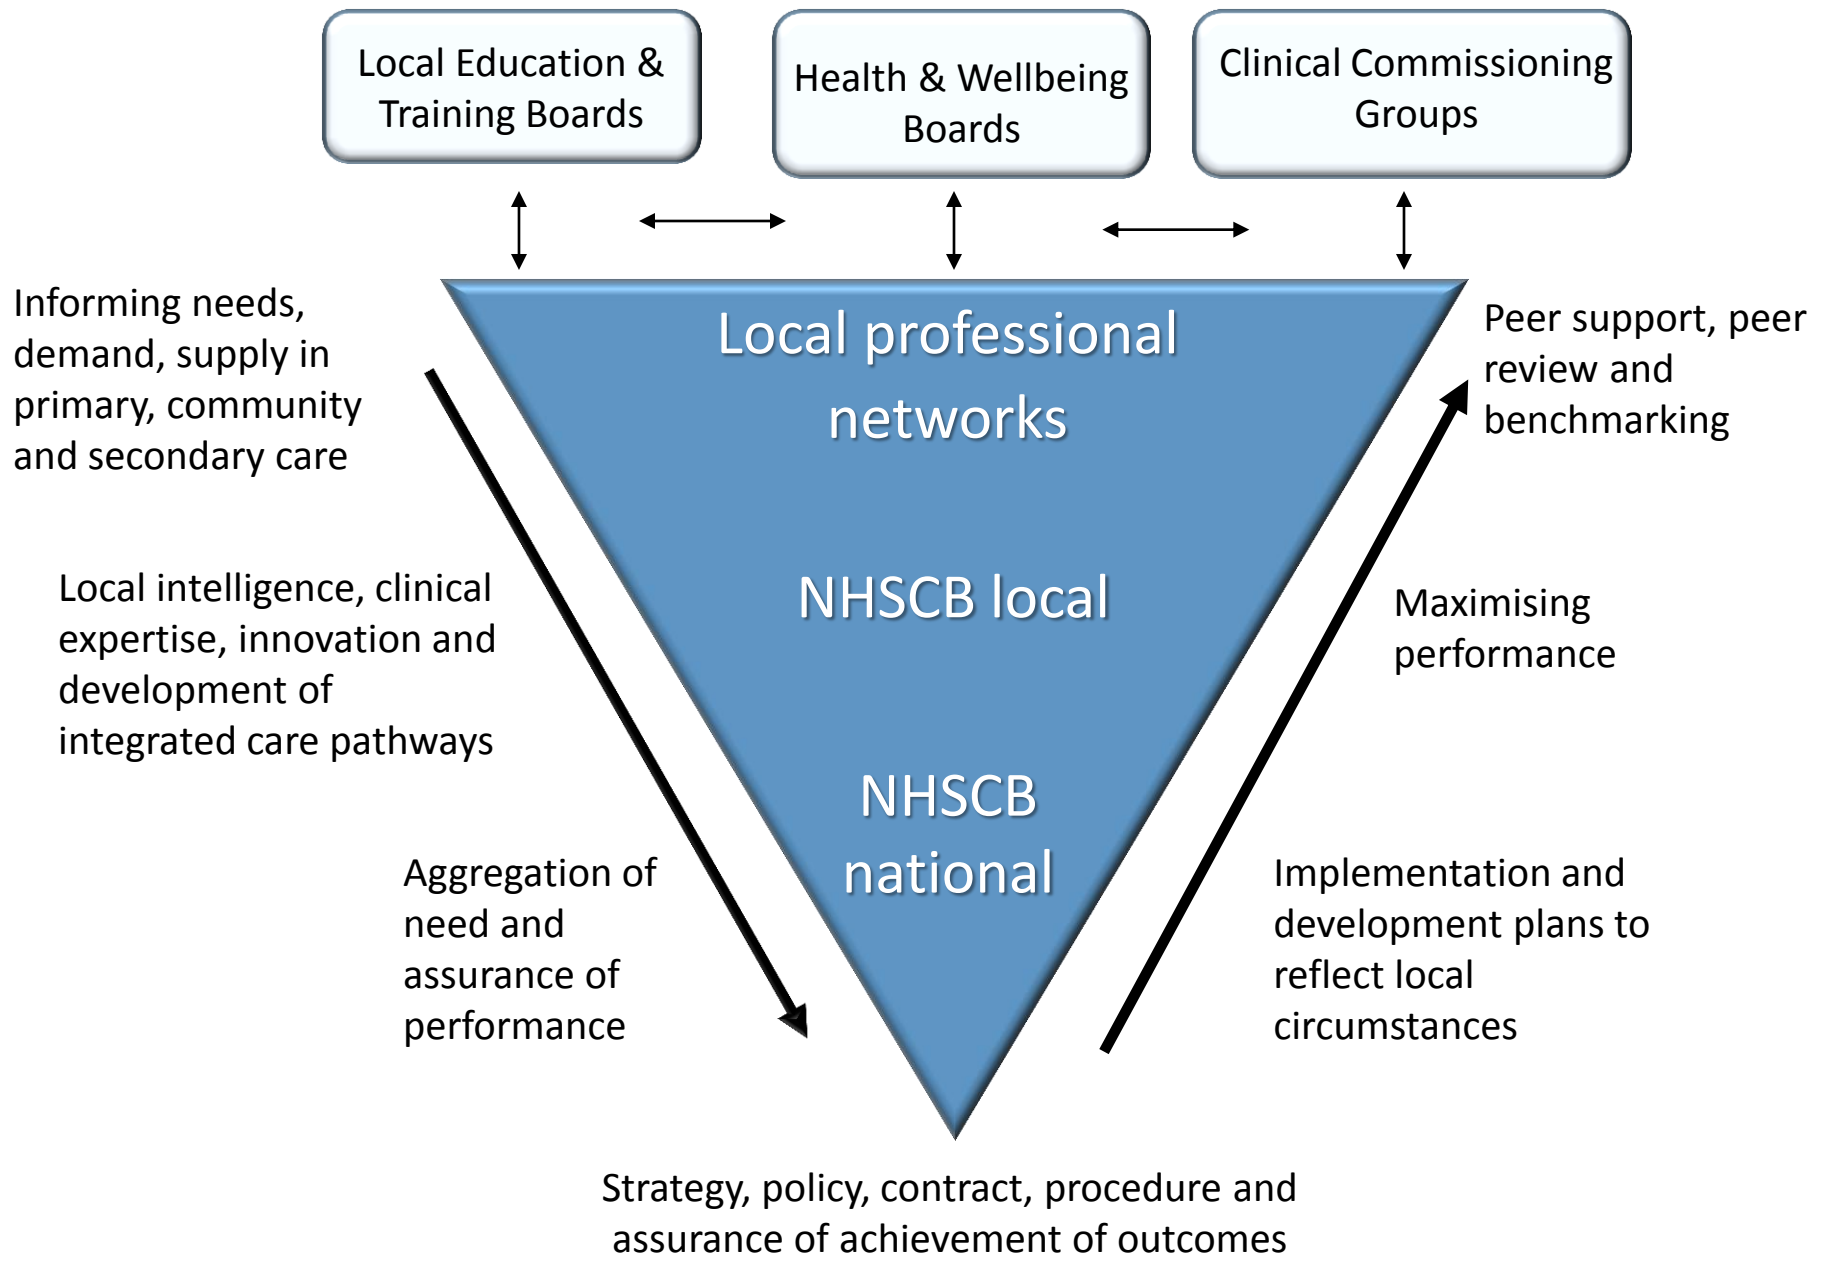 Local Education &
Training Boards
Health & Wellbeing
Boards
Clinical Commissioning
Groups
Informing needs,
demand, supply in
primary, community
and secondary care
Local professional
networks
Peer support, peer
review and
benchmarking
Local intelligence, clinical
expertise, innovation and
development of
integrated care pathways
NHSCB local
Maximising
performance
Aggregation of
need and
assurance of
performance
NHSCB
national
Implementation and
development plans to
reflect local
circumstances
Strategy, policy, contract, procedure and
assurance of achievement of outcomes